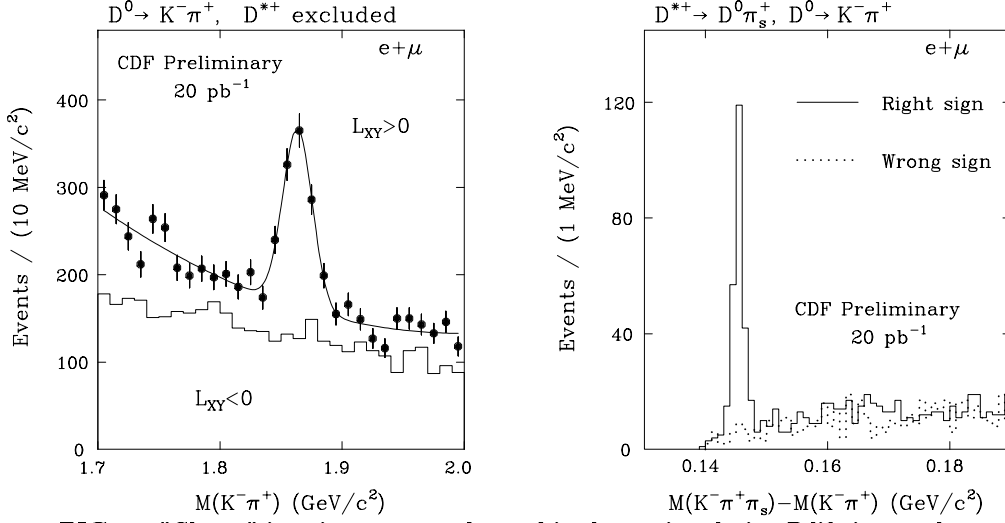 D⁰→ K⁻π⁺, D*⁺ excluded
e+μ
CDF Preliminary
20 pb⁻¹
L_XY>0
L_XY<0
Events / (10 MeV/c²)
400
300
200
100
0
1.7 1.8 1.9 2.0
M(K⁻π⁺) (GeV/c²)
D*⁺→ D⁰π_s⁺, D⁰→K⁻π⁺
e+μ
Right sign
Wrong sign
CDF Preliminary
20 pb⁻¹
Events / (1 MeV/c²)
120
80
40
0
0.14 0.16 0.18
M(K⁻π⁺π_s)−M(K⁻π⁺) (GeV/c²)